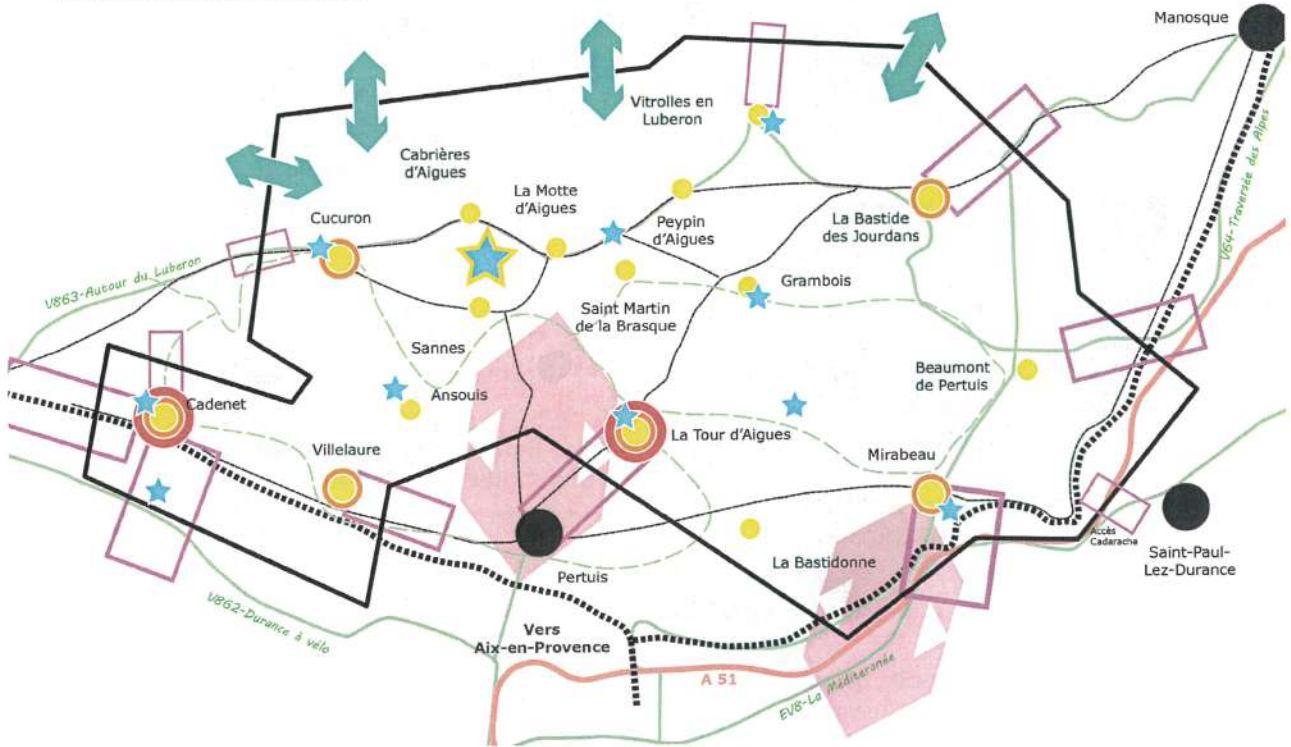 Manosque
Vitrolles en
Luberon
Cabrières
d'Aigues
La Motte
d'Aigues
Cucuron
Peypin
d'Aigues
La Bastide
des Jourdans
V64-Traversée des Alpes
V863-Autour du Luberon
Grambois
Saint Martin
de la Brasque
Sannes
Beaumont
de Pertuis
Ansouis
Cadenet
La Tour d'Aigues
Villelaure
Mirabeau
Accès
Cadarache
Saint-Paul-
Lez-Durance
La Bastidonne
Pertuis
V862-Durance à vélo
Vers
Aix-en-Provence
A 51
EV8-La Méditeranée